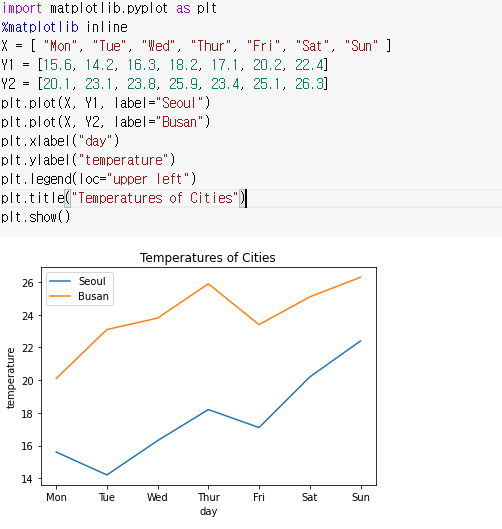 import matplotlib.pyplot as plt
%matplotlib inline
X = [ "Mon", "Tue", "Wed", "Thur", "Fri", "Sat", "Sun" ]
Y1 = [15.6, 14.2, 16.3, 18.2, 17.1, 20.2, 22.4]
Y2 = [20.1, 23.1, 23.8, 25.9, 23.4, 25.1, 26.3]
plt.plot(X, Y1, label="Seoul")
plt.plot(X, Y2, label="Busan")
plt.xlabel("day")
plt.ylabel("temperature")
plt.legend(loc="upper left")
plt.title("Temperatures of Cities")
plt.show()
Temperatures of Cities
Seoul
Busan
26
24
22
20
18
16
14
temperature
Mon Tue Wed Thur Fri Sat Sun
day